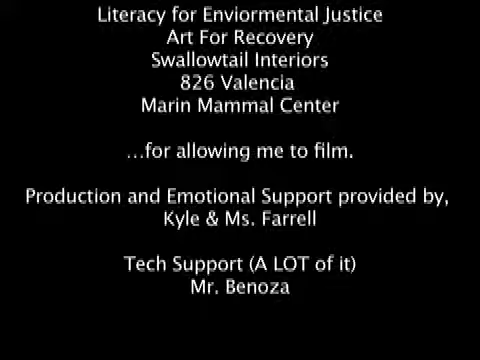 Literacy for Enviormental Justice
Art For Recovery
Swallowtail Interiors
826 Valencia
Marin Mammal Center
...for allowing me to film.
Production and Emotional Support provided by,
Kyle & Ms. Farrell
Tech Support (A LOT of it)
Mr. Benoza